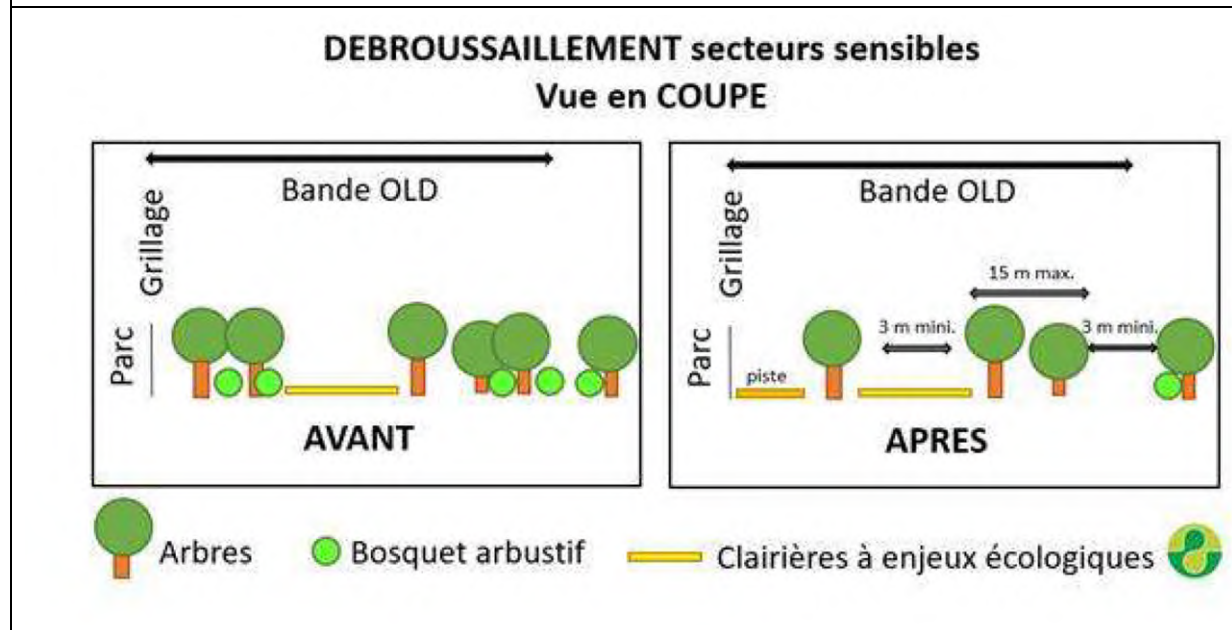 DEBROUSSAILLEMENT secteurs sensibles
Vue en COUPE
Bande OLD
Grillage
Parc
AVANT
Bande OLD
Grillage
15 m max.
3 m mini.
3 m mini.
Parc
piste
APRES
Arbres
Bosquet arbustif
Clairières à enjeux écologiques